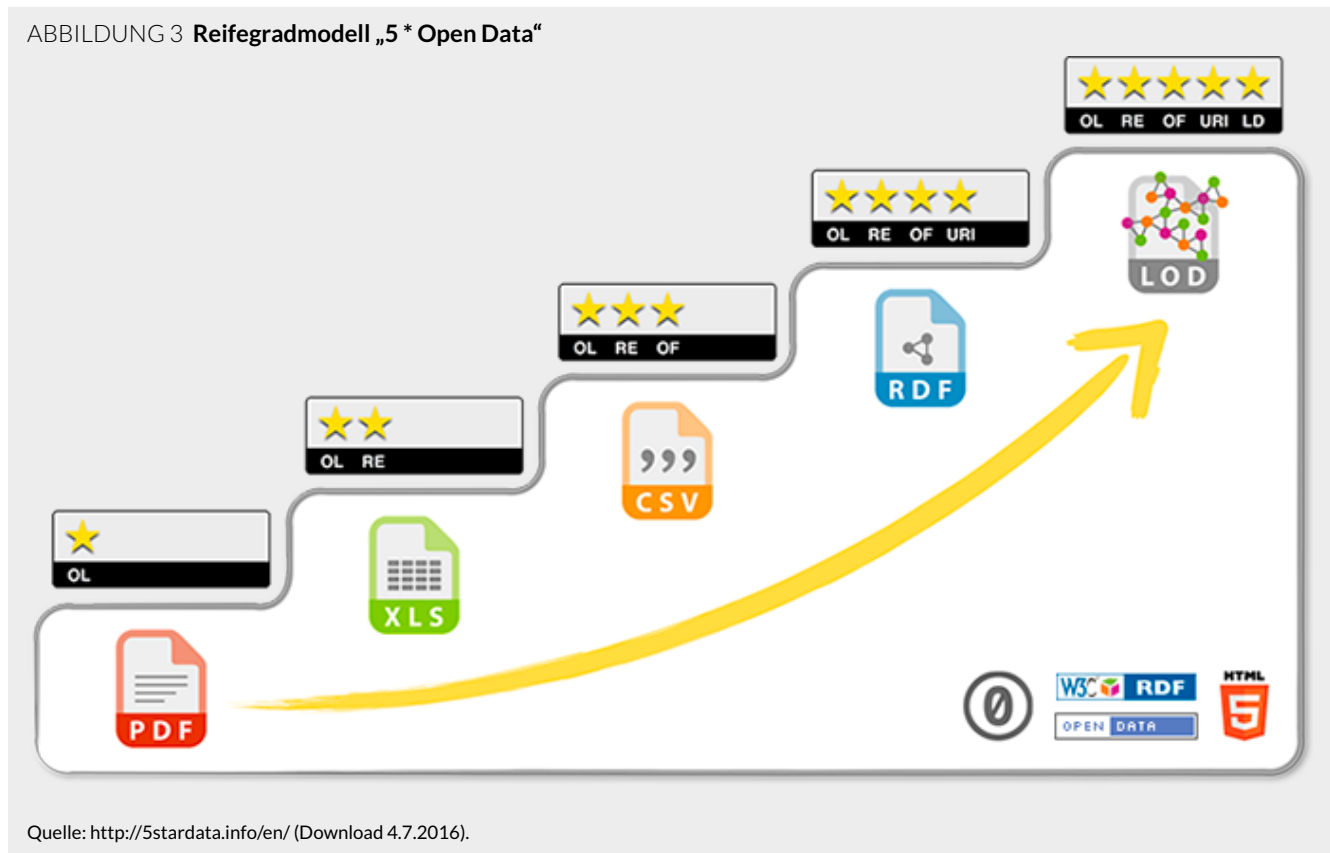 ABBILDUNG 3 Reifegradmodell „5 * Open Data“
OL RE OF URI LD
LOD
OL RE OF URI
RDF
OL RE OF
CSV
OL RE
XLS
OL
PDF
0
W3C RDF
OPEN DATA
HTML
5
Quelle: http://5stardata.info/en/ (Download 4.7.2016).